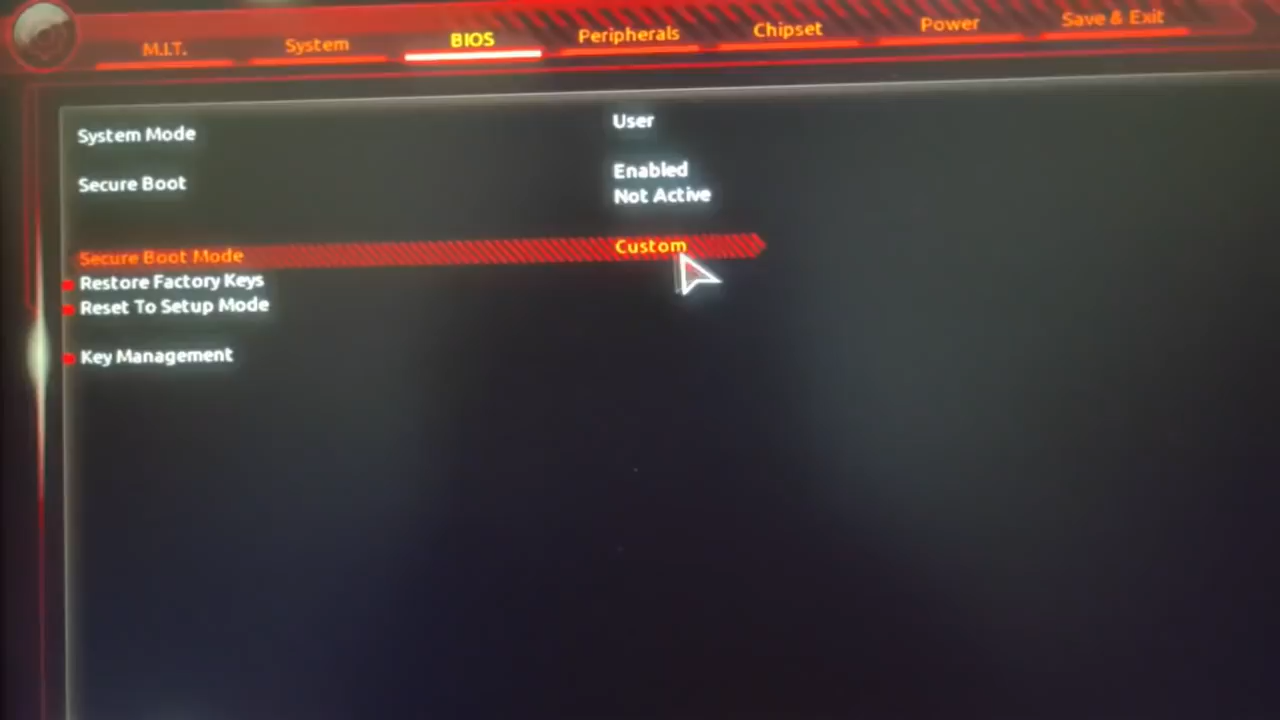 M.I.T. System BIOS Peripherals Chipset Power Save & Exit
System Mode User
Secure Boot Enabled
Not Active
Secure Boot Mode Custom
Restore Factory Keys
Reset To Setup Mode
Key Management